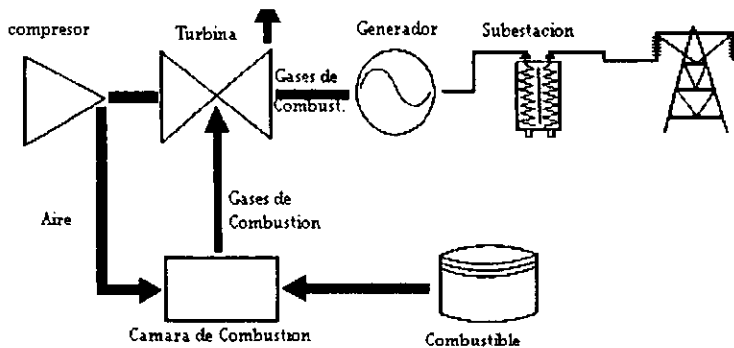 compresor
Turbina
Generador
Subestacion
Gases de
Combust.
Gases de
Combustion
Aire
Camara de Combustion
Combustible